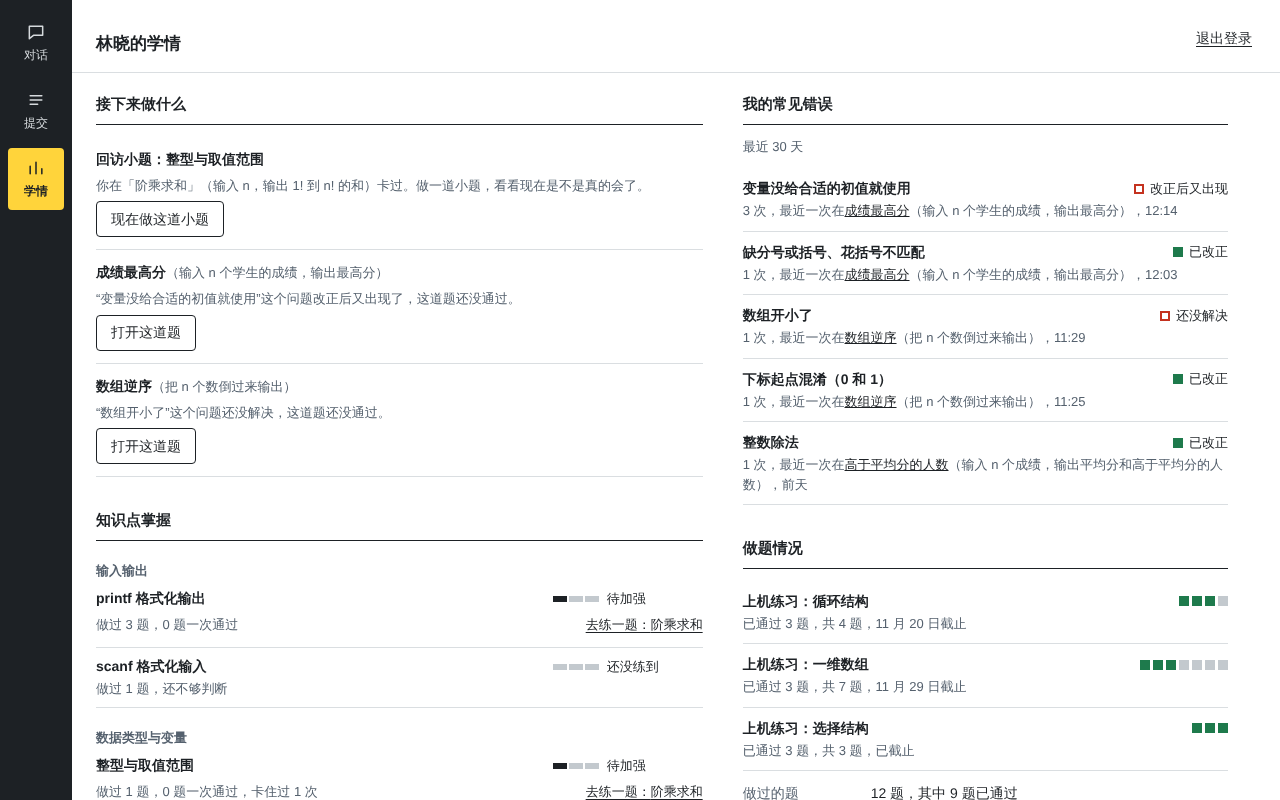 对话
提交
学情
林晓的学情
退出登录
接下来做什么
回访小题：整型与取值范围
你在「阶乘求和」（输入 n，输出 1! 到 n! 的和）卡过。做一道小题，看看现在是不是真的会了。
现在做这道小题
成绩最高分（输入 n 个学生的成绩，输出最高分）
“变量没给合适的初值就使用”这个问题改正后又出现了，这道题还没通过。
打开这道题
数组逆序（把 n 个数倒过来输出）
“数组开小了”这个问题还没解决，这道题还没通过。
打开这道题
知识点掌握
输入输出
printf 格式化输出 待加强
做过 3 题，0 题一次通过 去练一题：阶乘求和
scanf 格式化输入 还没练到
做过 1 题，还不够判断
数据类型与变量
整型与取值范围 待加强
做过 1 题，0 题一次通过，卡住过 1 次 去练一题：阶乘求和
我的常见错误
最近 30 天
变量没给合适的初值就使用 改正后又出现
3 次，最近一次在成绩最高分（输入 n 个学生的成绩，输出最高分），12:14
缺分号或括号、花括号不匹配 已改正
1 次，最近一次在成绩最高分（输入 n 个学生的成绩，输出最高分），12:03
数组开小了 还没解决
1 次，最近一次在数组逆序（把 n 个数倒过来输出），11:29
下标起点混淆（0 和 1） 已改正
1 次，最近一次在数组逆序（把 n 个数倒过来输出），11:25
整数除法 已改正
1 次，最近一次在高于平均分的人数（输入 n 个成绩，输出平均分和高于平均分的人
数），前天
做题情况
上机练习：循环结构
已通过 3 题，共 4 题，11 月 20 日截止
上机练习：一维数组
已通过 3 题，共 7 题，11 月 29 日截止
上机练习：选择结构
已通过 3 题，共 3 题，已截止
做过的题 12 题，其中 9 题已通过